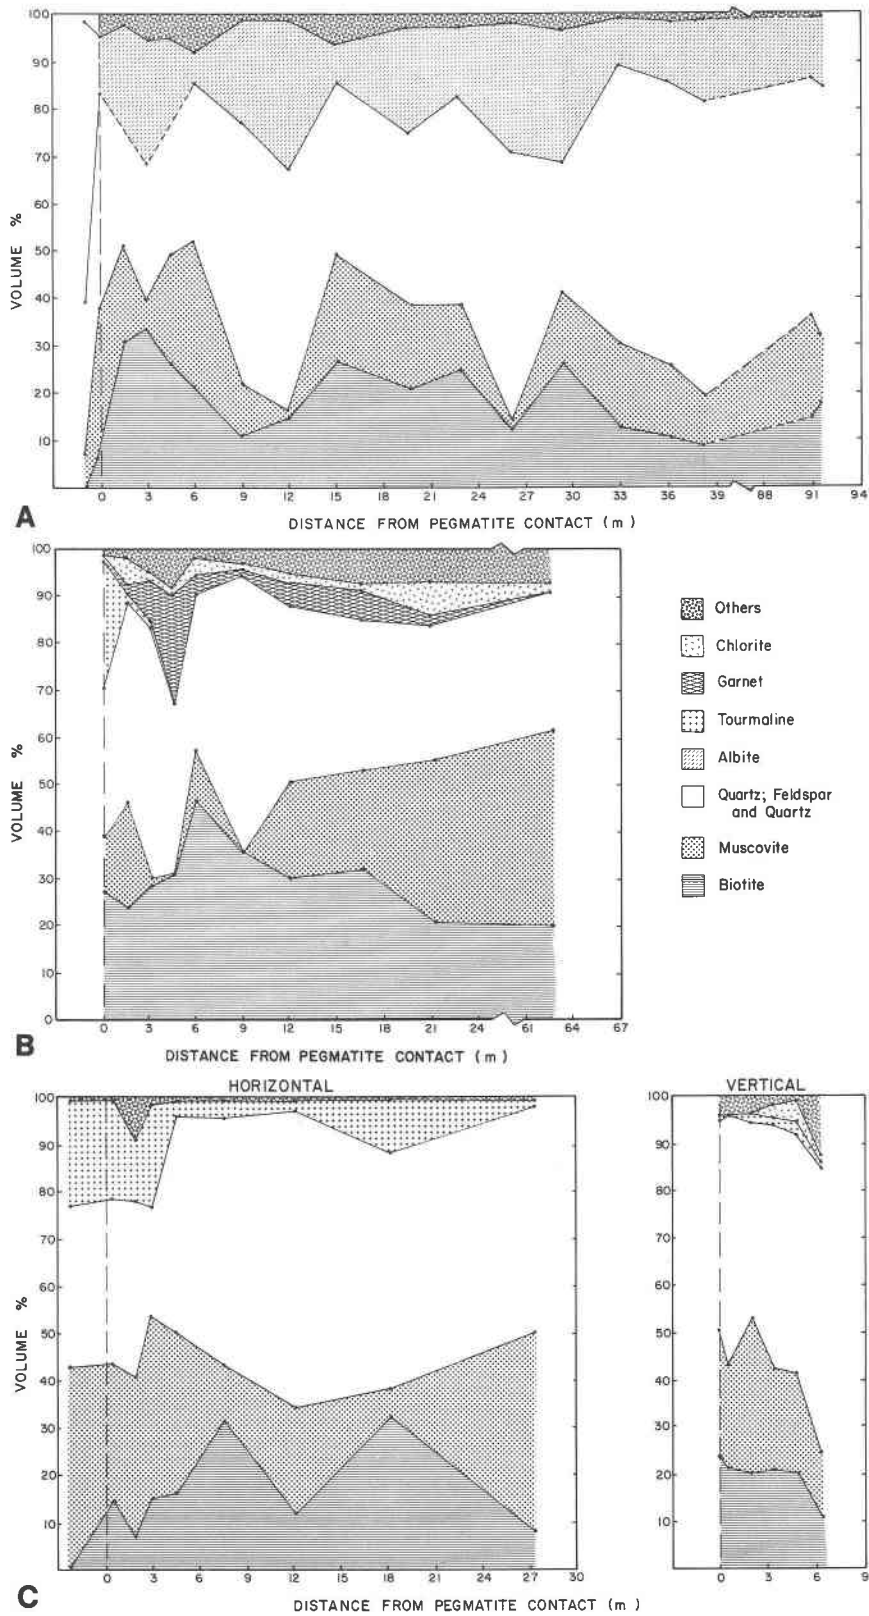 100
90
80
70
60
50
40
30
20
10
VOLUME %
0 3 6 9 12 15 18 21 24 27 30 33 36 39 88 91 94
A
DISTANCE FROM PEGMATITE CONTACT (m)
100
90
80
70
60
50
40
30
20
10
0
VOLUME %
0 3 6 9 12 15 18 21 24 61 64 67
B
DISTANCE FROM PEGMATITE CONTACT (m)
Others
Chlorite
Garnet
Tourmaline
Albite
Quartz; Feldspar
and Quartz
Muscovite
Biotite
HORIZONTAL
100
90
80
70
60
50
40
30
20
10
VOLUME %
0 3 6 9 12 15 18 21 24 27 30
VERTICAL
100
90
80
70
60
50
40
30
20
10
0 3 6 9
C
DISTANCE FROM PEGMATITE CONTACT (m)